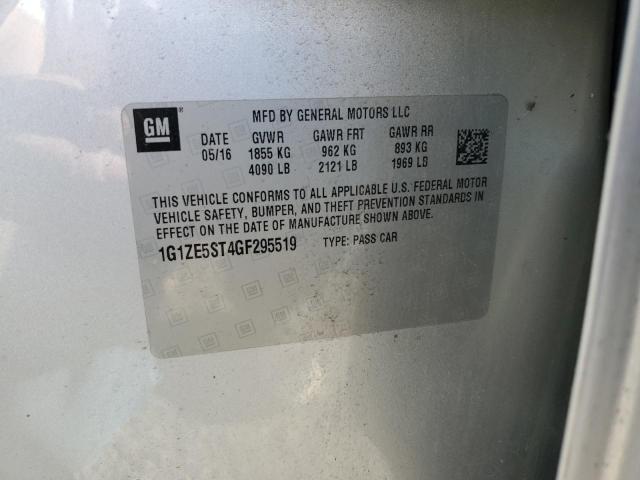 GM
MFD BY GENERAL MOTORS LLC
DATE GVWR GAWR FRT GAWR RR
05/16 1855 KG 962 KG 893 KG
4090 LB 2121 LB 1969 LB
THIS VEHICLE CONFORMS TO ALL APPLICABLE U.S. FEDERAL MOTOR
VEHICLE SAFETY, BUMPER, AND THEFT PREVENTION STANDARDS IN
EFFECT ON THE DATE OF MANUFACTURE SHOWN ABOVE.
1G1ZE5ST4GF295519 TYPE: PASS CAR